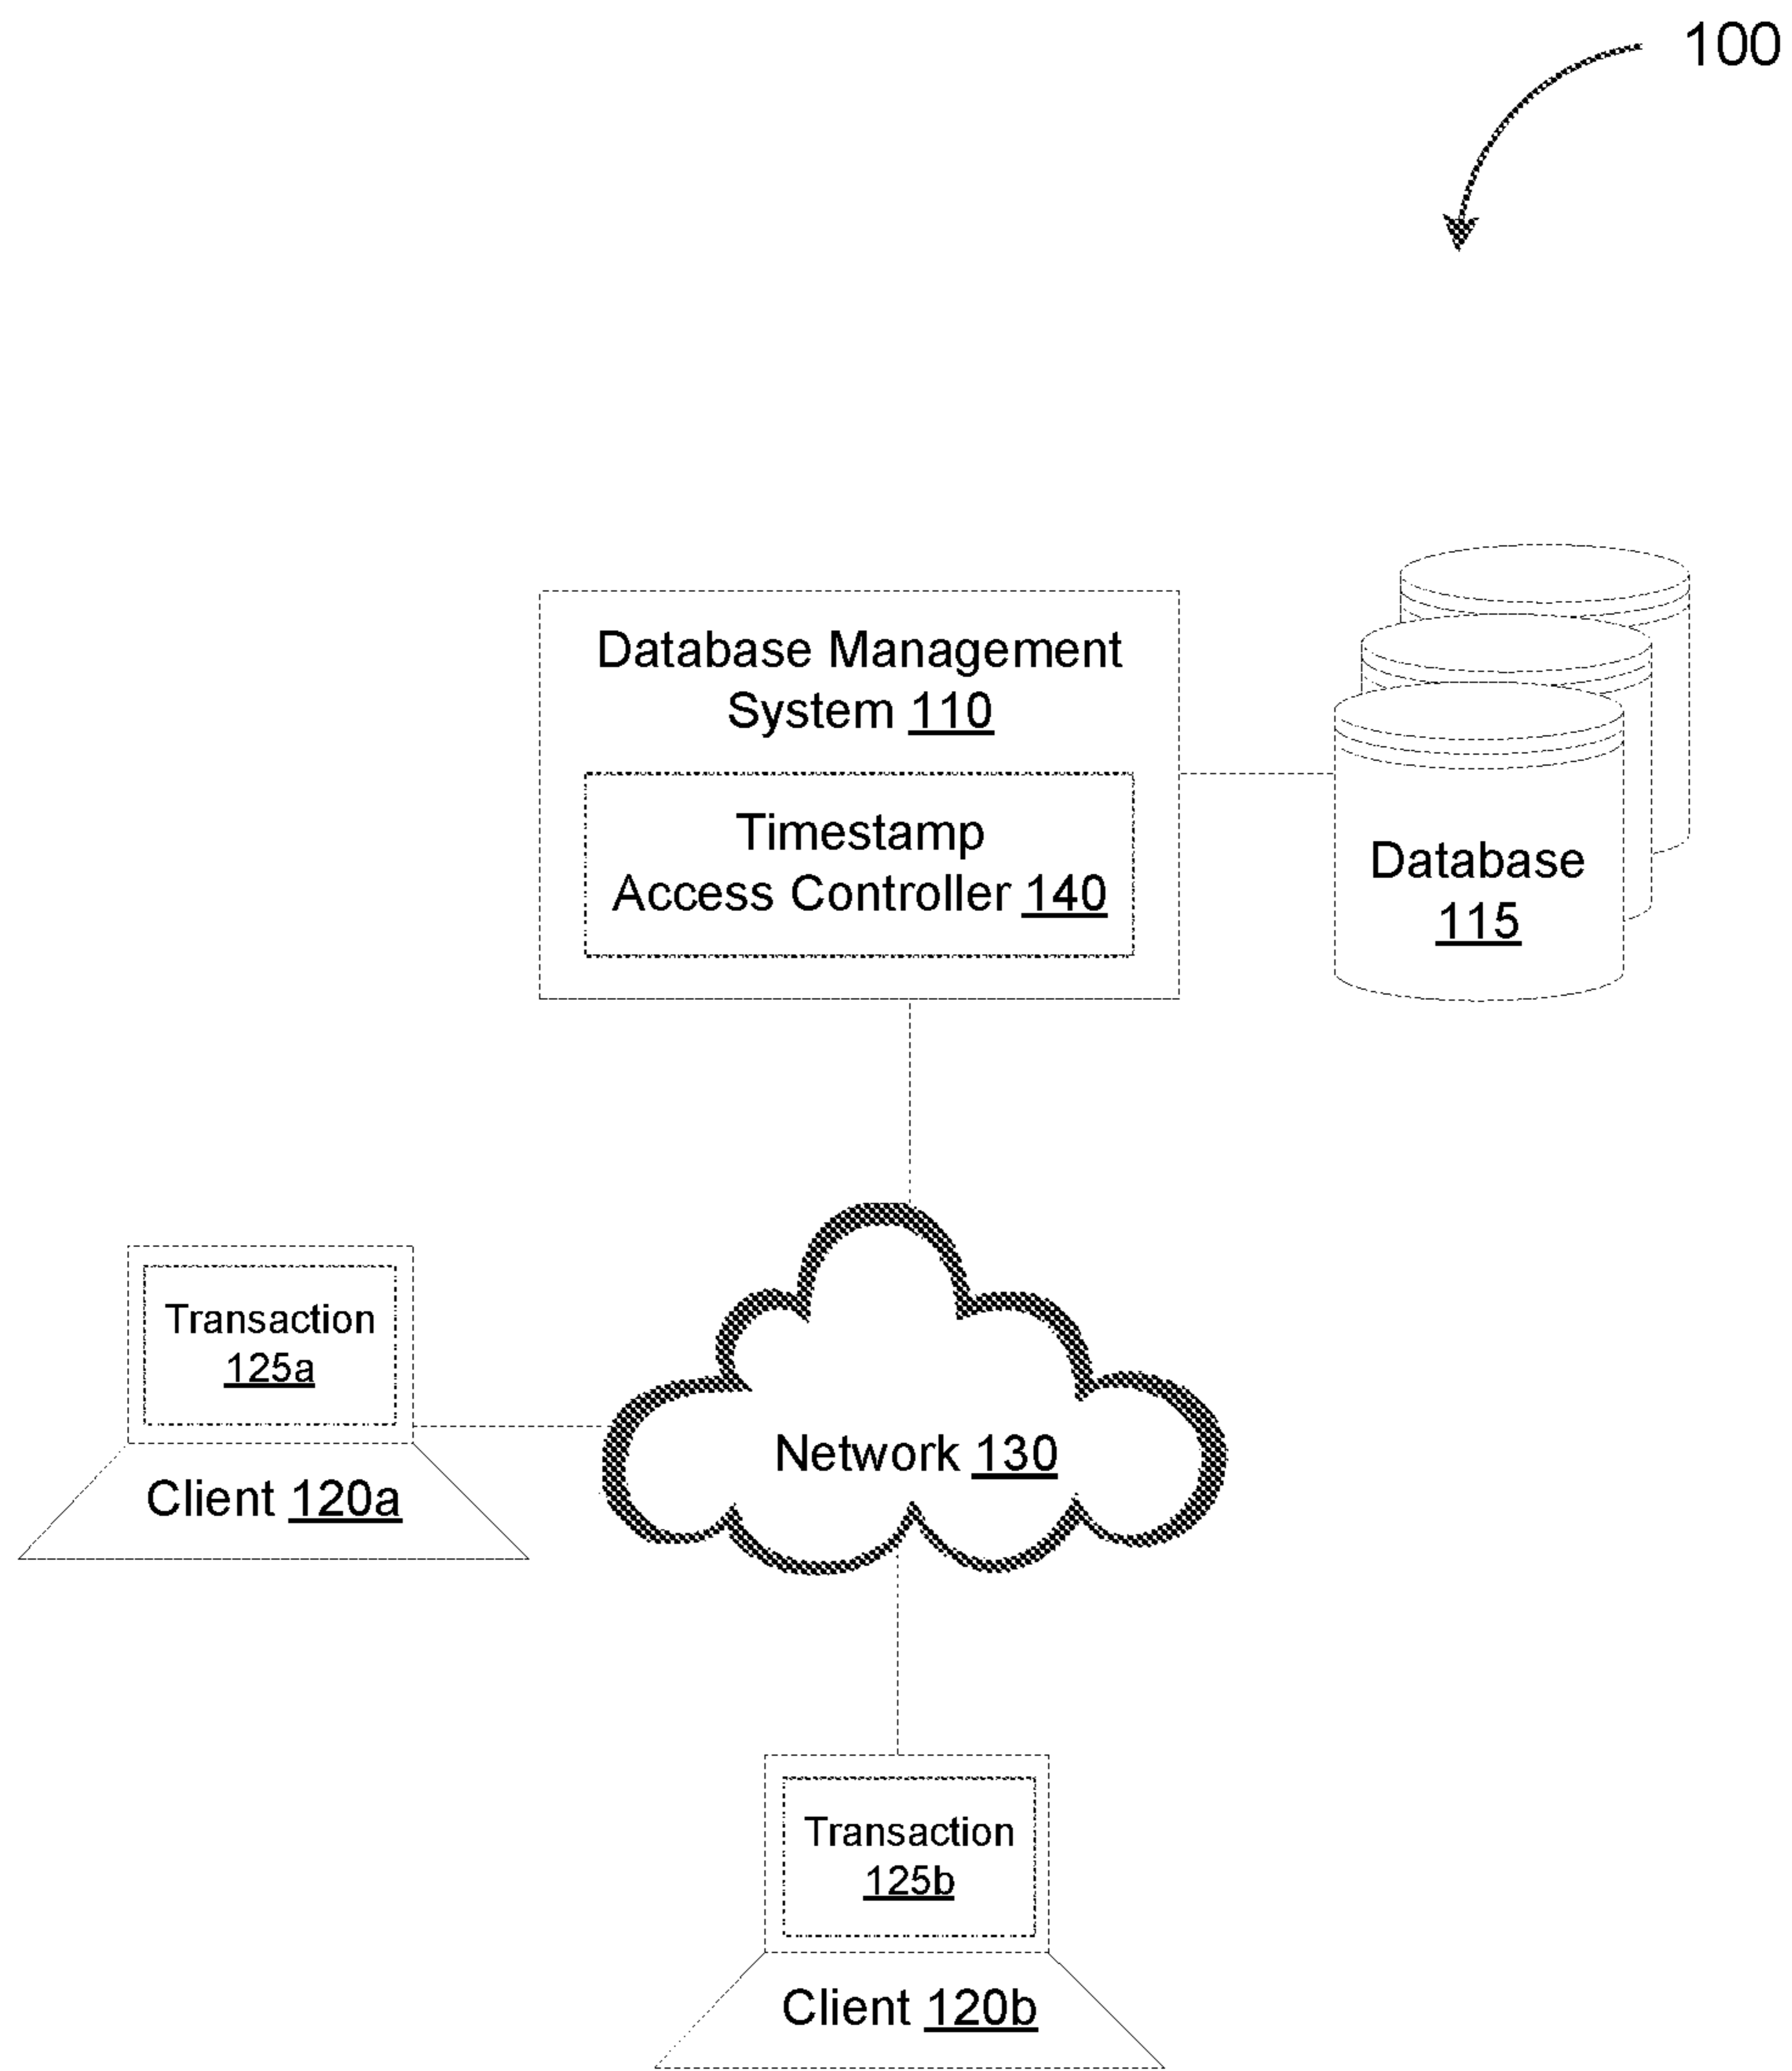 100
Database Management
System 110
Timestamp
Access Controller 140
Database
115
Transaction
125a
Client 120a
Network 130
Transaction
125b
Client 120b